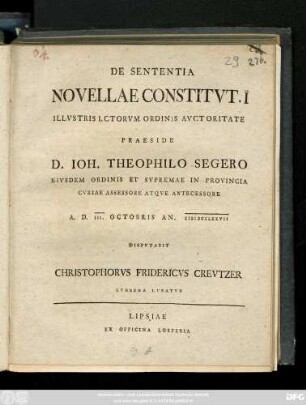 29
DE SENTENTIA
NOVELLAE CONSTITVT. I
ILLVSTRIS ICTORVM ORDINIS AVCTORITATE
PRAESIDE
D. IOH. THEOPHILO SEGERO
EIVSDEM ORDINIS ET SVPREMAE IN PROVINCIA
CVRIAE ASSESSORE ATQVE ANTECESSORE
A. D. III. OCTOBRIS AN.
DISPVTABIT
CHRISTOPHORVS FRIDERICVS CREVTZER
LVBBENA LVSATVS
LIPSIAE
EX OFFICINA LOEPERIA